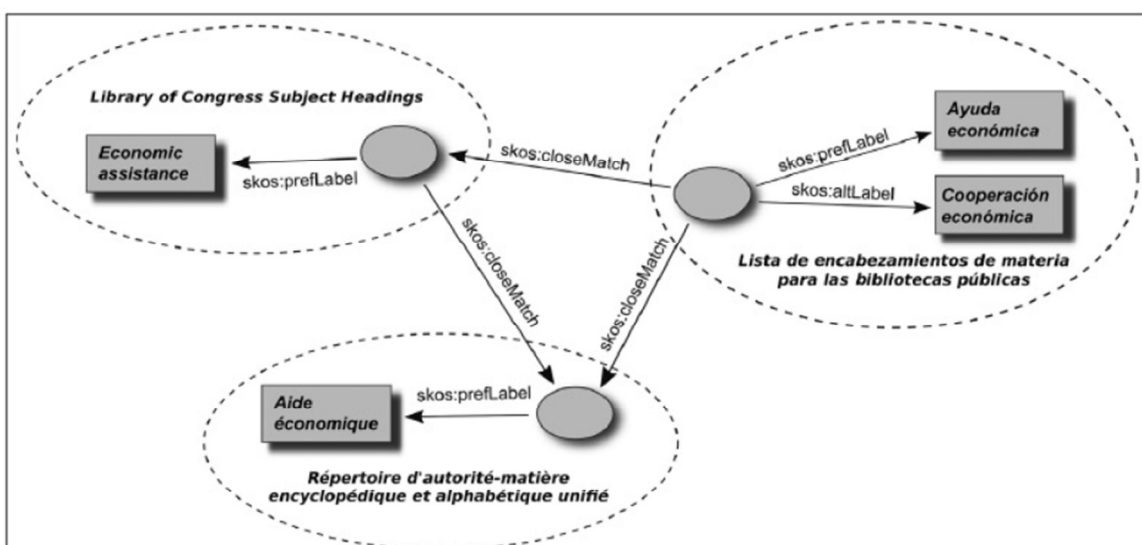 Library of Congress Subject Headings
Economic
assistance
skos:prefLabel
skos:closeMatch
skos:prefLabel
Ayuda
económica
skos:altLabel
Cooperación
económica
Lista de encabezamientos de materia
para las bibliotecas públicas
skos:closeMatch
skos:closeMatch
Aide
économique
skos:prefLabel
Répertoire d'autorité-matière
encyclopédique et alphabétique unifié